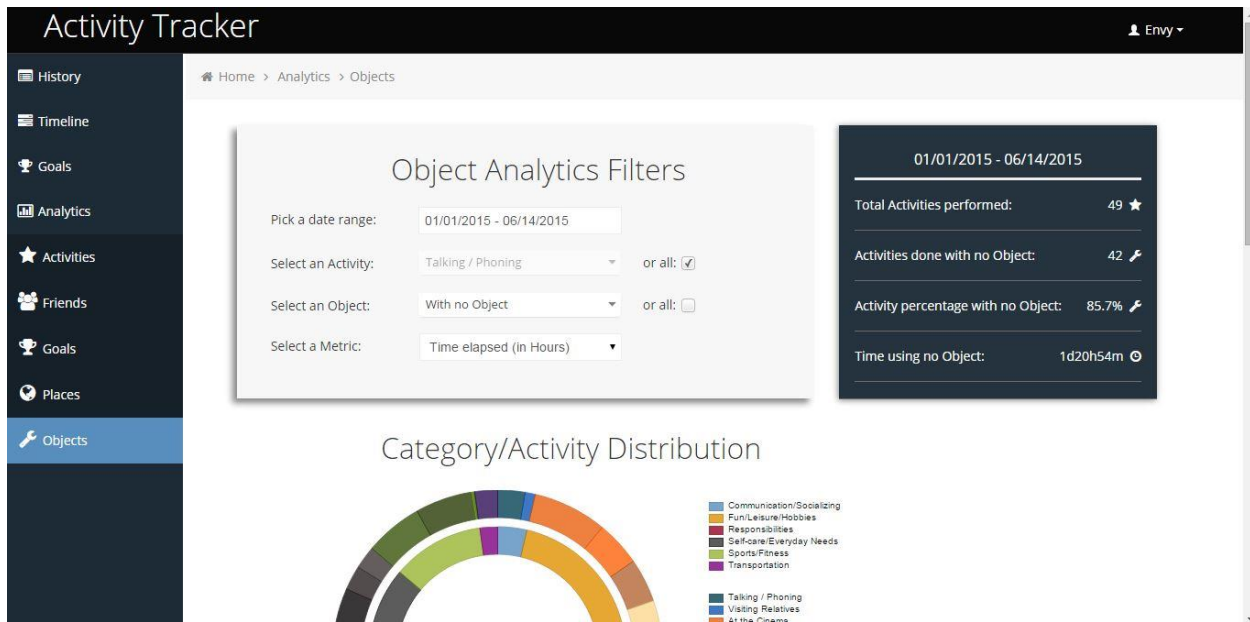 Activity Tracker
Envy
History
Timeline
Goals
Analytics
Activities
Friends
Goals
Places
Objects
Home > Analytics > Objects
Object Analytics Filters
Pick a date range: 01/01/2015 - 06/14/2015
Select an Activity: Talking / Phoning or all:
Select an Object: With no Object or all:
Select a Metric: Time elapsed (in Hours)
01/01/2015 - 06/14/2015
Total Activities performed: 49
Activities done with no Object: 42
Activity percentage with no Object: 85.7%
Time using no Object: 1d20h54m
Category/Activity Distribution
Communication/Socializing
Fun/Leisure/Hobbies
Responsibilities
Self-care/Everyday Needs
Sports/Fitness
Transportation
Talking / Phoning
Visiting Relatives
At the Cinema